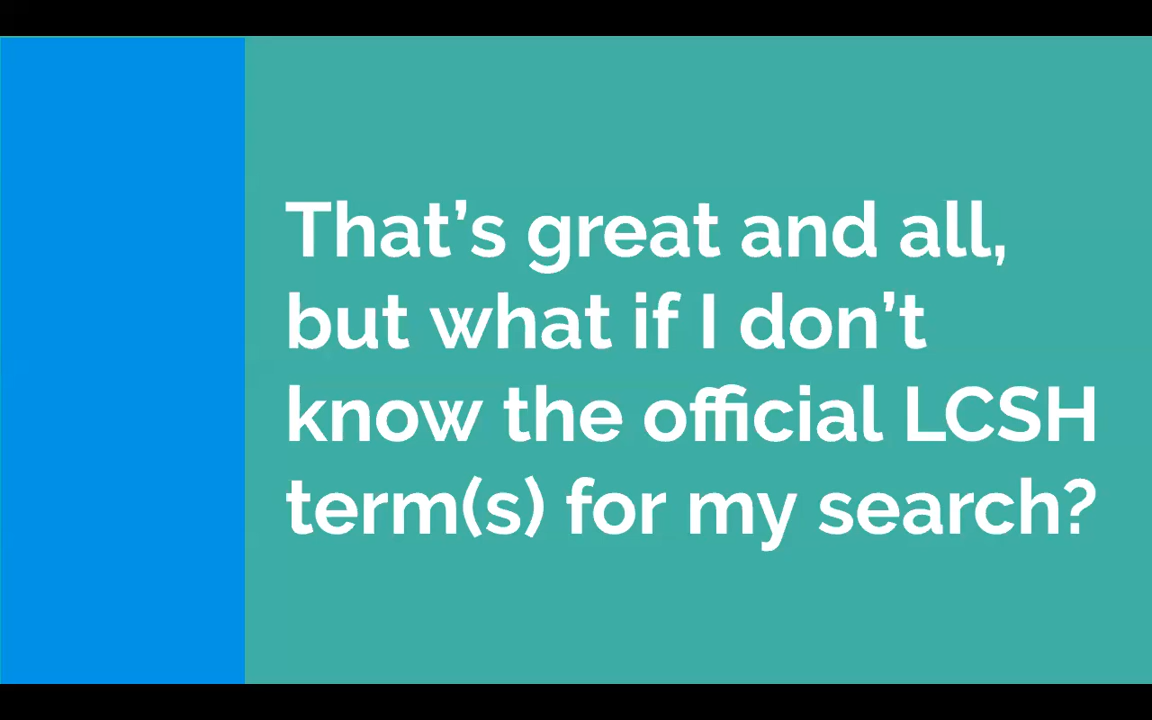 That’s great and all,
but what if I don’t
know the official LCSH
term(s) for my search?